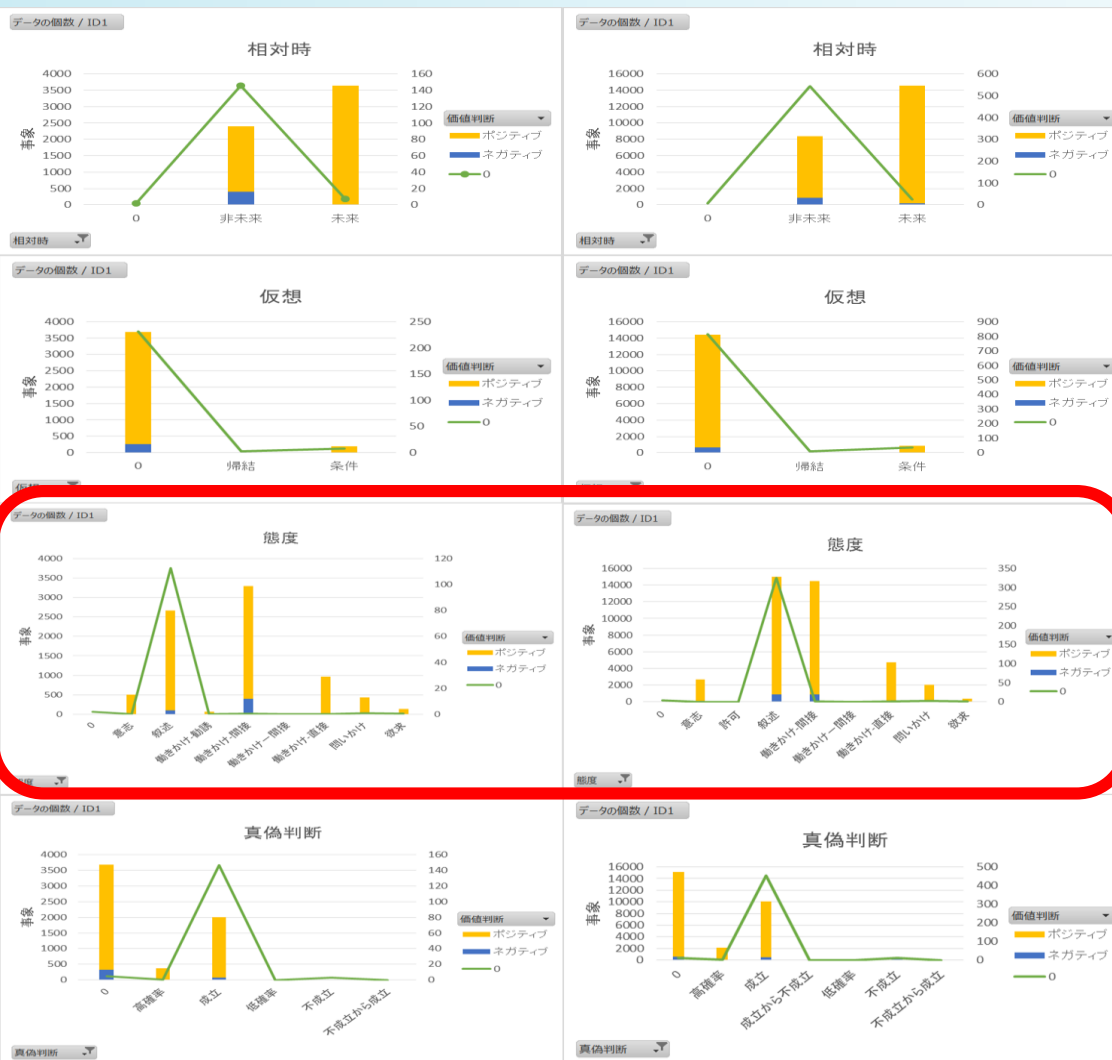 データの個数 / ID1
相対時
4000
3500
3000
2500
2000
1500
1000
500
0
事象
160
140
120
100
80
60
40
20
0
価値判断
ポジティブ
ネガティブ
0
0 非未来 未来
相対時
データの個数 / ID1
相対時
16000
14000
12000
10000
8000
6000
4000
2000
0
事象
600
500
400
300
200
100
0
価値判断
ポジティブ
ネガティブ
0
0 非未来 未来
相対時
データの個数 / ID1
仮想
4000
3500
3000
2500
2000
1500
1000
500
0
事象
250
200
150
100
50
0
価値判断
ポジティブ
ネガティブ
0
0 帰結 条件
データの個数 / ID1
仮想
16000
14000
12000
10000
8000
6000
4000
2000
0
事象
900
800
700
600
500
400
300
200
100
0
価値判断
ポジティブ
ネガティブ
0
0 帰結 条件
データの個数 / ID1
態度
4000
3500
3000
2500
2000
1500
1000
500
0
事象
120
100
80
60
40
20
0
価値判断
ポジティブ
ネガティブ
0
0 意志 叙述 働きかけ-勧誘 働きかけ-間接 働きかけー間接 働きかけ-直接 問いかけ 欲求
態度
データの個数 / ID1
態度
16000
14000
12000
10000
8000
6000
4000
2000
0
事象
350
300
250
200
150
100
50
0
価値判断
ポジティブ
ネガティブ
0
0 意志 許可 叙述 働きかけ-間接 働きかけー間接 働きかけ-直接 問いかけ 欲求
態度
データの個数 / ID1
真偽判断
4000
3500
3000
2500
2000
1500
1000
500
0
事象
160
140
120
100
80
60
40
20
0
価値判断
ポジティブ
ネガティブ
0
0 高確率 成立 低確率 不成立 不成立から成立
真偽判断
データの個数 / ID1
真偽判断
16000
14000
12000
10000
8000
6000
4000
2000
0
事象
500
400
300
200
100
0
価値判断
ポジティブ
ネガティブ
0
0 高確率 成立 成立から不成立 低確率 不成立 不成立から成立
真偽判断